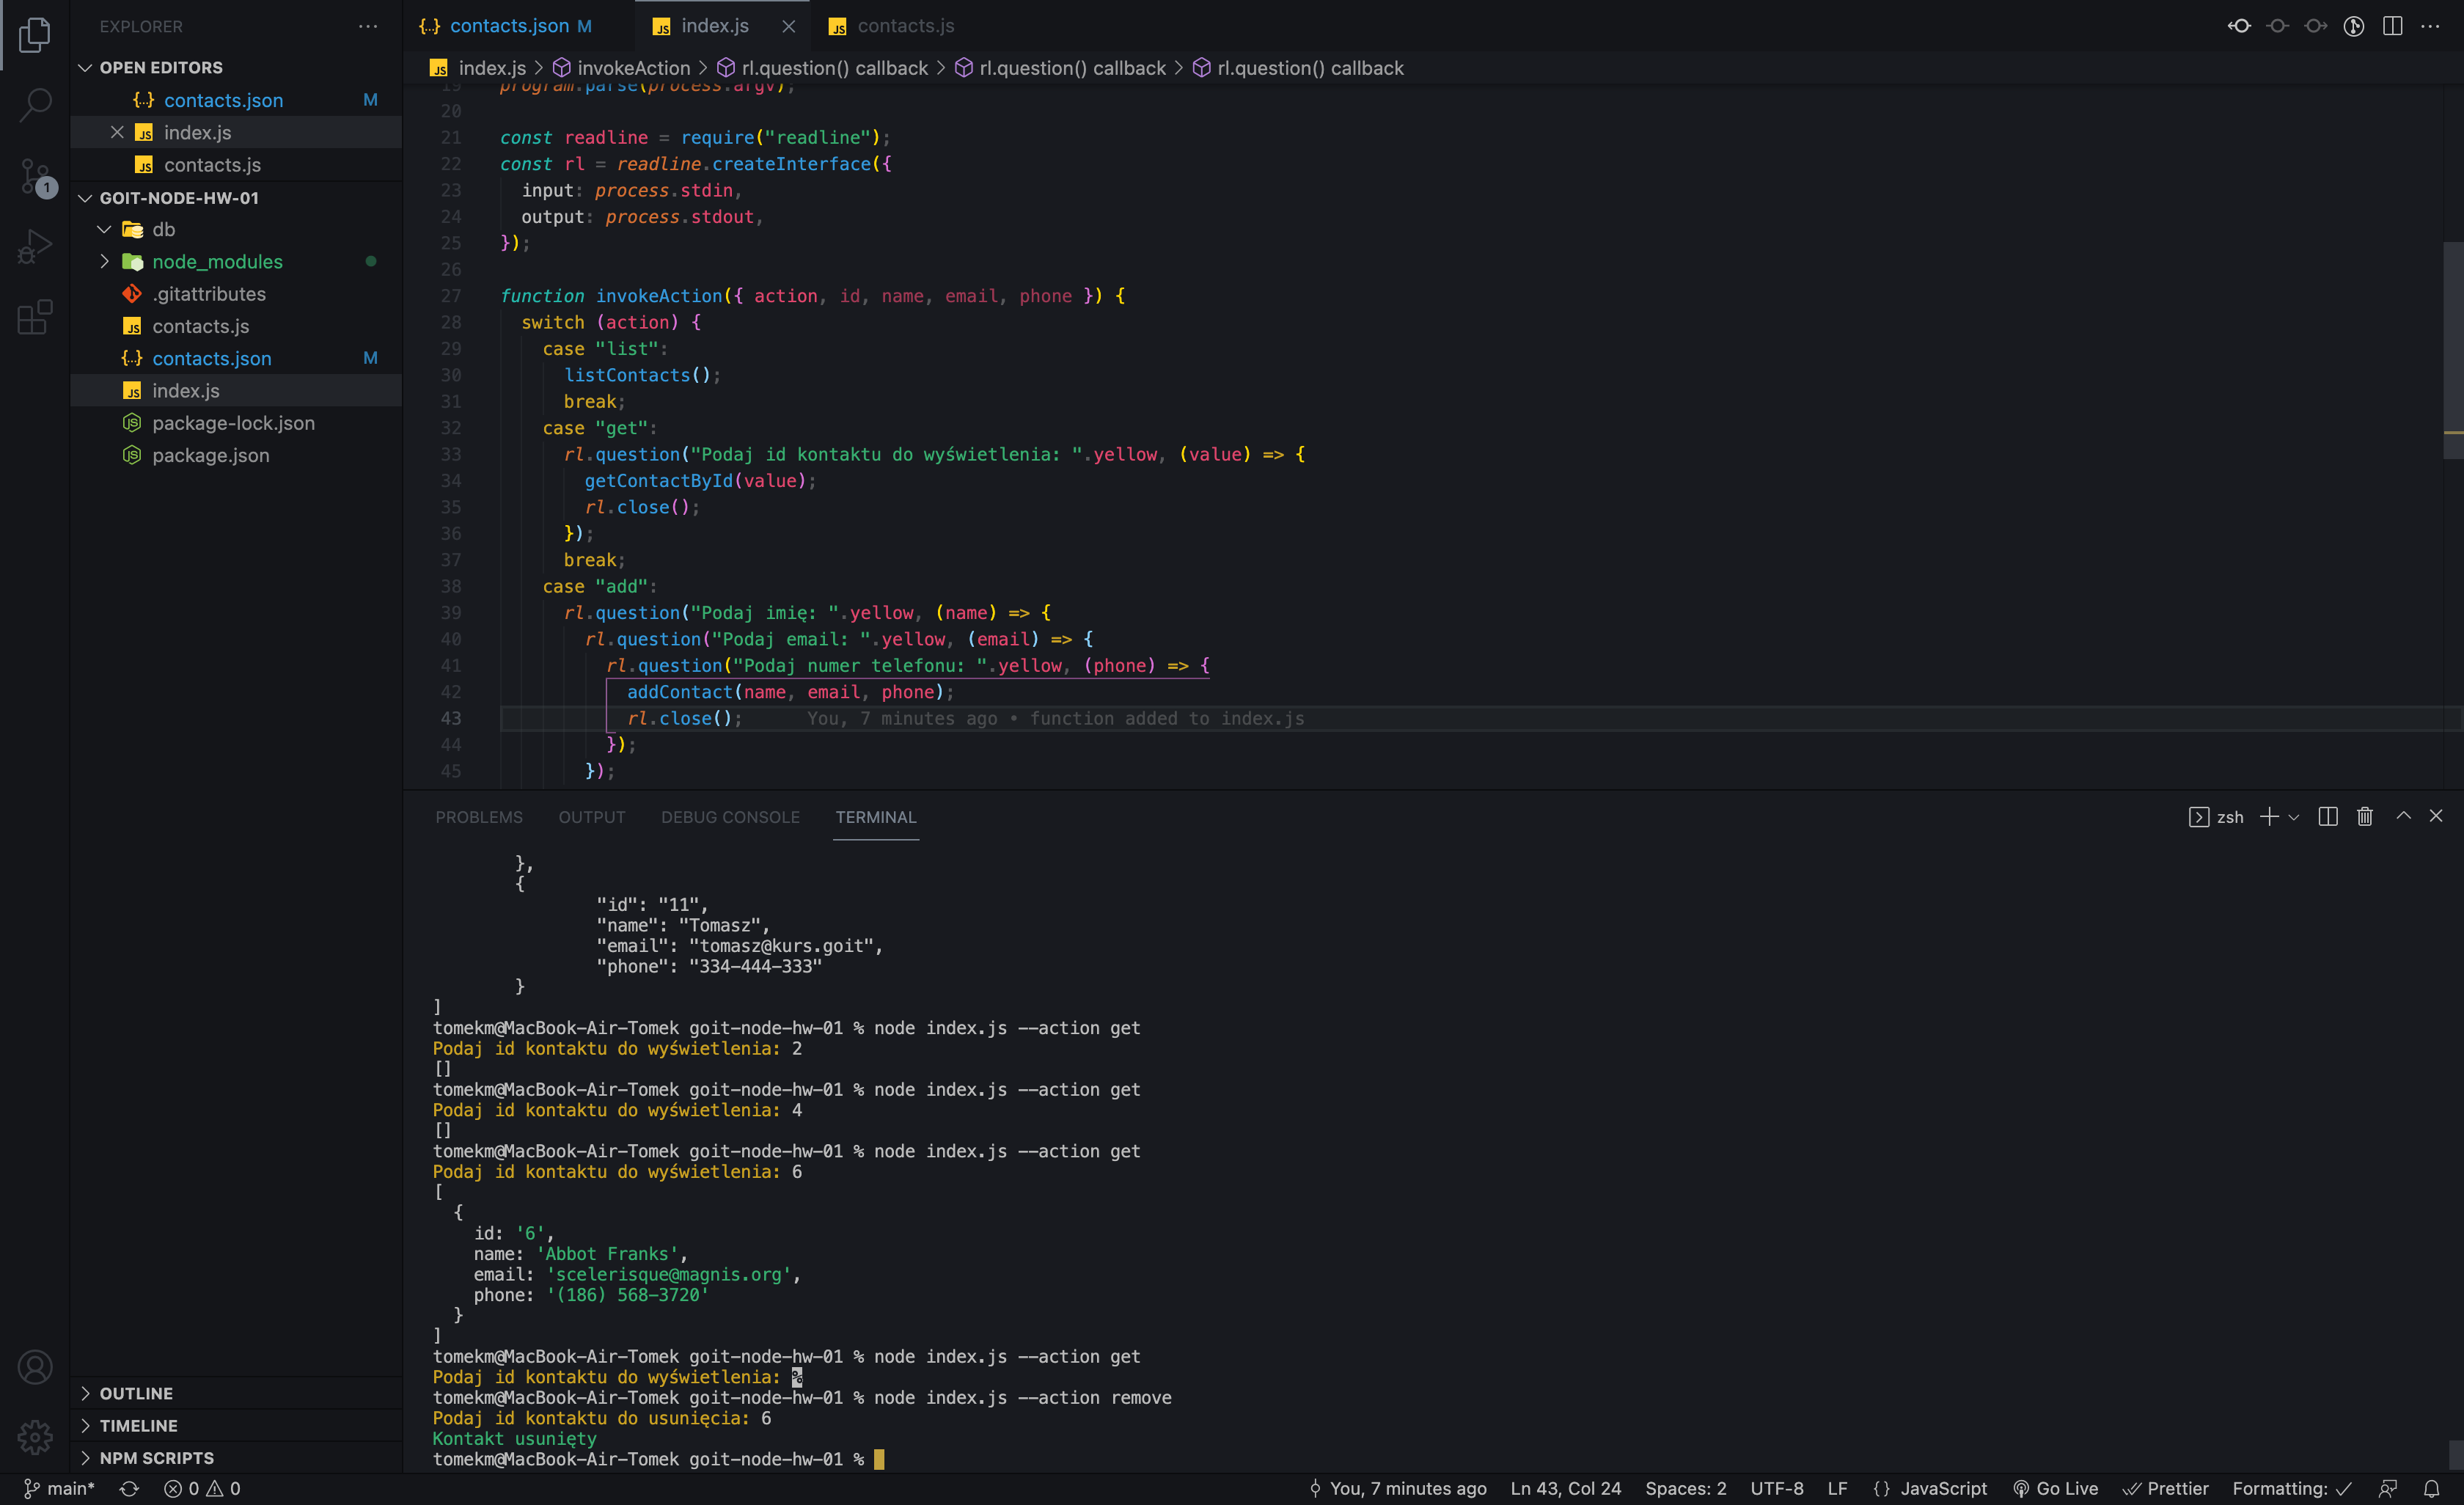 EXPLORER
OPEN EDITORS
contacts.json M
index.js
contacts.js
GOIT-NODE-HW-01
db
node_modules
.gitattributes
contacts.js
contacts.json M
index.js
package-lock.json
package.json
OUTLINE
TIMELINE
NPM SCRIPTS
1
contacts.json M index.js contacts.js
index.js > invokeAction > rl.question() callback > rl.question() callback > rl.question() callback
19 program.parse(process.argv);
20
21 const readline = require("readline");
22 const rl = readline.createInterface({
23 input: process.stdin,
24 output: process.stdout,
25 });
26
27 function invokeAction({ action, id, name, email, phone }) {
28 switch (action) {
29 case "list":
30 listContacts();
31 break;
32 case "get":
33 rl.question("Podaj id kontaktu do wyświetlenia: ".yellow, (value) => {
34 getContactById(value);
35 rl.close();
36 });
37 break;
38 case "add":
39 rl.question("Podaj imię: ".yellow, (name) => {
40 rl.question("Podaj email: ".yellow, (email) => {
41 rl.question("Podaj numer telefonu: ".yellow, (phone) => {
42 addContact(name, email, phone);
43 rl.close(); You, 7 minutes ago • function added to index.js
44 });
45 });
PROBLEMS OUTPUT DEBUG CONSOLE TERMINAL zsh
},
{
"id": "11",
"name": "Tomasz",
"email": "tomasz@kurs.goit",
"phone": "334-444-333"
}
]
tomekm@MacBook-Air-Tomek goit-node-hw-01 % node index.js --action get
Podaj id kontaktu do wyświetlenia: 2
[]
tomekm@MacBook-Air-Tomek goit-node-hw-01 % node index.js --action get
Podaj id kontaktu do wyświetlenia: 4
[]
tomekm@MacBook-Air-Tomek goit-node-hw-01 % node index.js --action get
Podaj id kontaktu do wyświetlenia: 6
[
{
id: '6',
name: 'Abbot Franks',
email: 'scelerisque@magnis.org',
phone: '(186) 568-3720'
}
]
tomekm@MacBook-Air-Tomek goit-node-hw-01 % node index.js --action get
Podaj id kontaktu do wyświetlenia: %
tomekm@MacBook-Air-Tomek goit-node-hw-01 % node index.js --action remove
Podaj id kontaktu do usunięcia: 6
Kontakt usunięty
tomekm@MacBook-Air-Tomek goit-node-hw-01 %
main* 0 0 You, 7 minutes ago Ln 43, Col 24 Spaces: 2 UTF-8 LF {} JavaScript Go Live Prettier Formatting: ✓